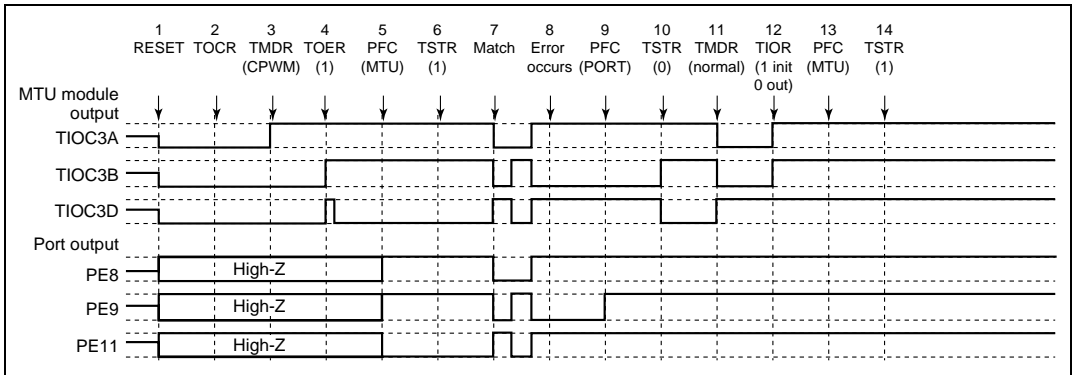 1 2 3 4 5 6 7 8 9 10 11 12 13 14
RESET TOCR TMDR TOER PFC TSTR Match Error PFC TSTR TMDR TIOR PFC TSTR
(CPWM) (1) (MTU) (1) occurs (PORT) (0) (normal) (1 init (MTU) (1)
0 out)
MTU module
output
TIOC3A
TIOC3B
TIOC3D
Port output
PE8 High-Z
PE9 High-Z
PE11 High-Z